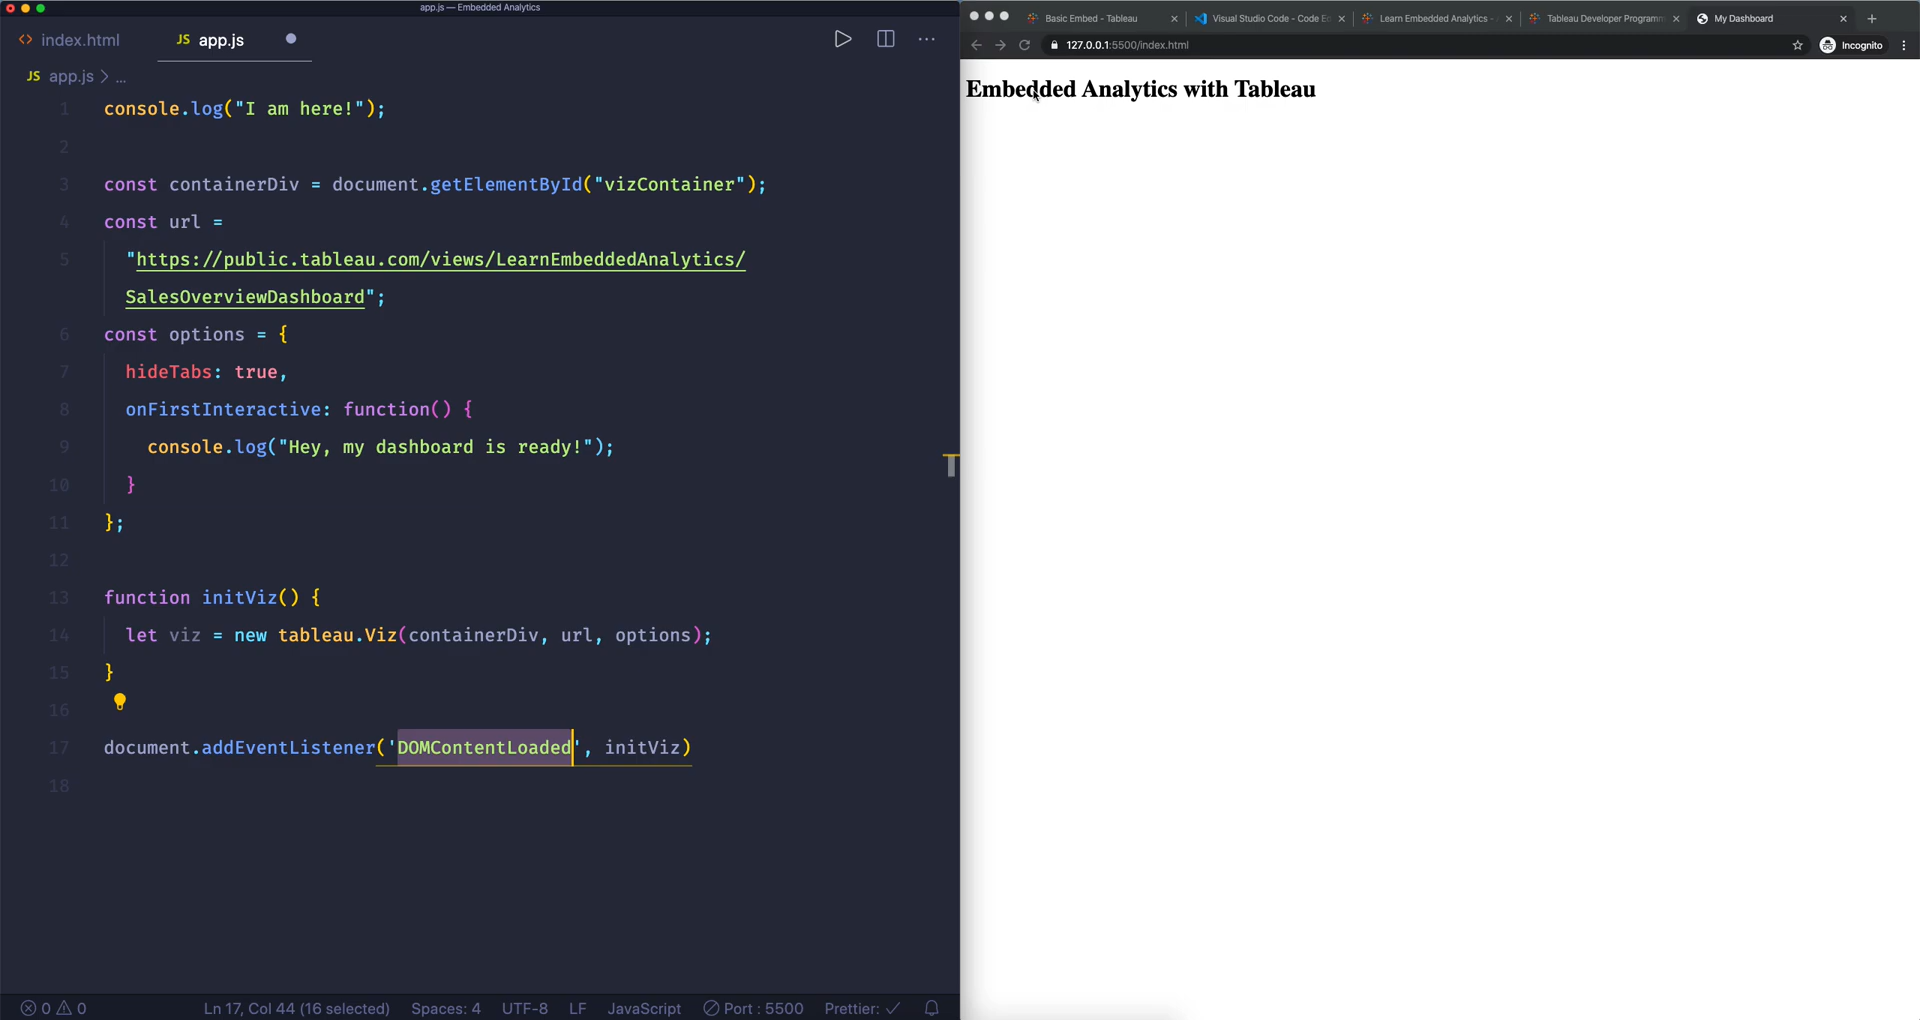 app.js — Embedded Analytics
<> index.html
JS app.js
JS app.js > ...
1 console.log("I am here!");
2
3 const containerDiv = document.getElementById("vizContainer");
4 const url =
5 "https://public.tableau.com/views/LearnEmbeddedAnalytics/
SalesOverviewDashboard";
6 const options = {
7 hideTabs: true,
8 onFirstInteractive: function() {
9 console.log("Hey, my dashboard is ready!");
10 }
11 };
12
13 function initViz() {
14 let viz = new tableau.Viz(containerDiv, url, options);
15 }
16
17 document.addEventListener('DOMContentLoaded', initViz)
18
0 0
Ln 17, Col 44 (16 selected)
Spaces: 4
UTF-8
LF
JavaScript
Port : 5500
Prettier: ✓
Basic Embed - Tableau
Visual Studio Code - Code Ed
Learn Embedded Analytics -
Tableau Developer Programm
My Dashboard
127.0.0.1:5500/index.html
Incognito
Embedded Analytics with Tableau